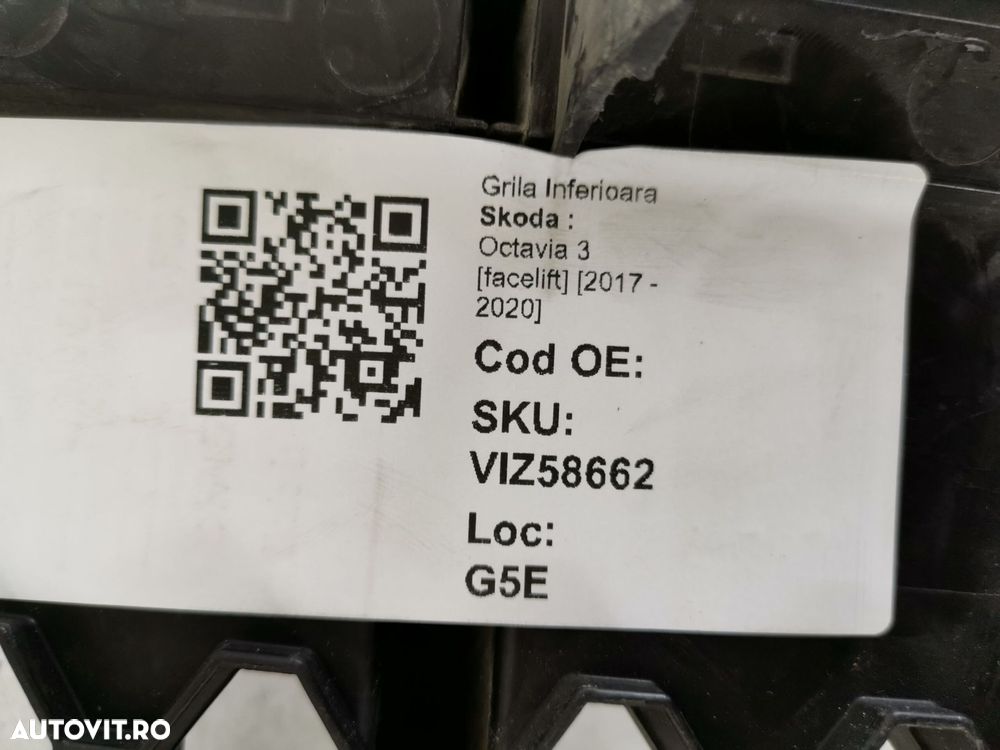 Grila Inferioara
Skoda :
Octavia 3
[facelift] [2017 -
2020]
Cod OE:
SKU:
VIZ58662
Loc:
G5E
AUTOVIT.RO